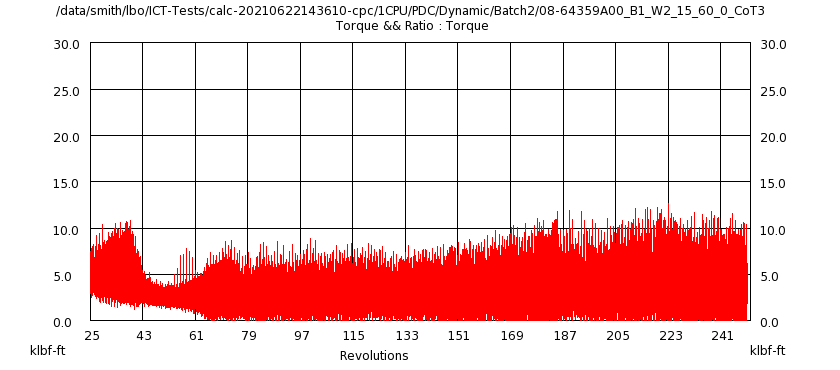 /data/smith/lbo/ICT-Tests/calc-20210622143610-cpc/1CPU/PDC/Dynamic/Batch2/08-64359A00_B1_W2_15_60_0_CoT3
Torque && Ratio : Torque
30.0 30.0
25.0 25.0
20.0 20.0
15.0 15.0
10.0 10.0
5.0 5.0
0.0 0.0
25 43 61 79 97 115 133 151 169 187 205 223 241
klbf-ft Revolutions klbf-ft